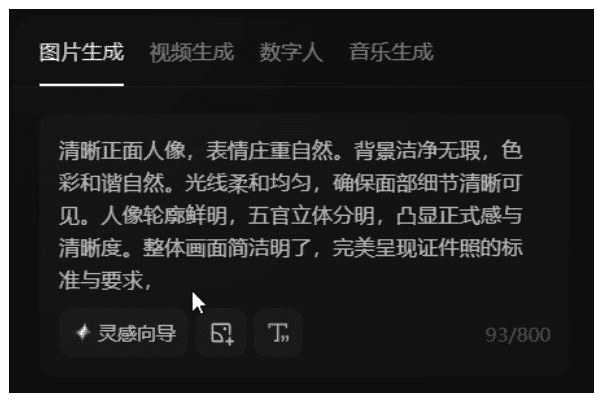 图片生成 视频生成 数字人 音乐生成
清晰正面人像，表情庄重自然。背景洁净无瑕，色
彩和谐自然。光线柔和均匀，确保面部细节清晰可
见。人像轮廓鲜明，五官立体分明，凸显正式感与
清晰度。整体画面简洁明了，完美呈现证件照的标
准与要求，
灵感向导 93/800